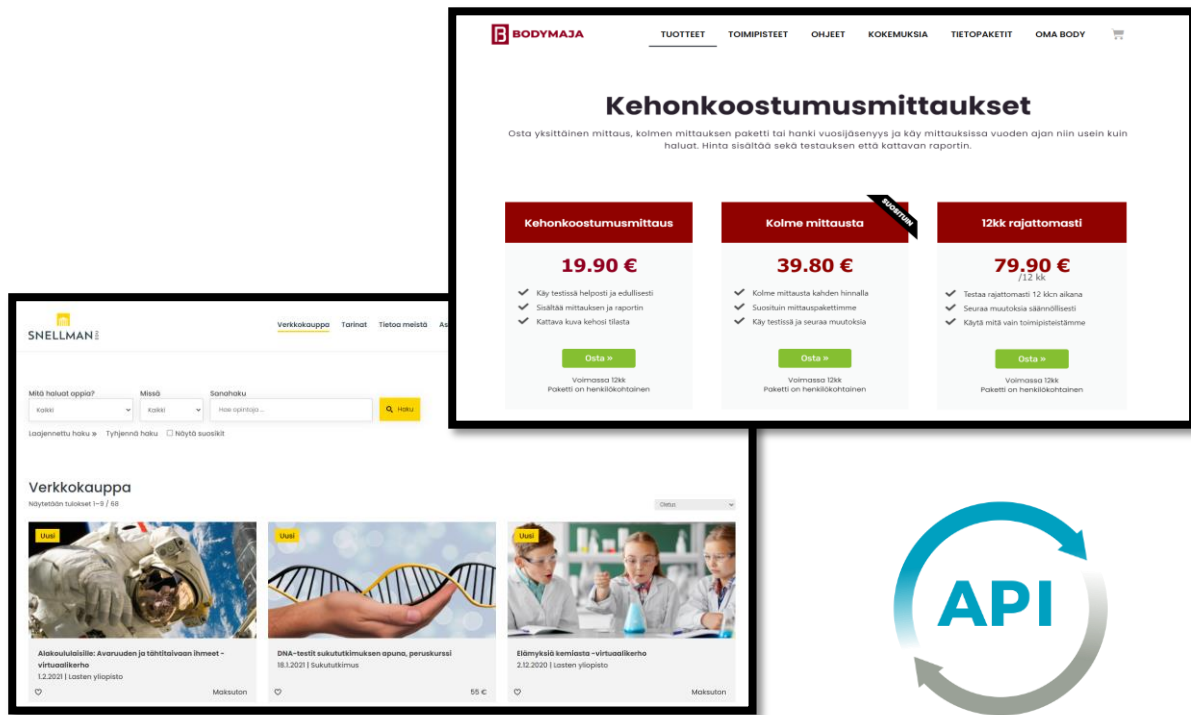 BODYMAJA
TUOTTEET TOIMIPISTEET OHJEET KOKEMUKSIA TIETOPAKETIT OMA BODY
Kehonkoostumusmittaukset
Osta yksittäinen mittaus, kolmen mittauksen paketti tai hanki vuosijäsenyys ja käy mittauksissa vuoden ajan niin usein kuin
haluat. Hinta sisältää sekä testauksen että kattavan raportin.
Kehonkoostumusmittaus
19.90 €
Käy testissä helposti ja edullisesti
Sisältää mittauksen ja raportin
Kattava kuva kehosi tilasta
Osta »
Voimassa 12kk
Paketti on henkilökohtainen
Kolme mittausta
SUOSITUIN
39.80 €
Kolme mittausta kahden hinnalla
Suosituin mittauspakettimme
Käy testissä ja seuraa muutoksia
Osta »
Voimassa 12kk
Paketti on henkilökohtainen
12kk rajattomasti
79.90 €
/12 kk
Testaa rajattomasti 12 kk:n aikana
Seuraa muutoksia säännöllisesti
Käytä mitä vain toimipisteistämme
Osta »
Voimassa 12kk
Paketti on henkilökohtainen
SNELLMAN
Verkkokauppa Tarinat Tietoa meistä As
Mitä haluat oppia? Missä Sanahaku
Kaikki Kaikki Hae opintoja ... Haku
Laajennettu haku » Tyhjennä haku Näytä suosikit
Verkkokauppa
Näytetään tulokset 1–9 / 68
Oletus
Uusi
Alakoululaisille: Avaruuden ja tähtitaivaan ihmeet -
virtuaalikerho
1.2.2021 | Lasten yliopisto
Maksuton
DNA-testit sukututkimuksen apuna, peruskurssi
18.1.2021 | Sukututkimus
55 €
Uusi
Uusi
Elämyksiä kemiasta -virtuaalikerho
2.12.2020 | Lasten yliopisto
Maksuton
API